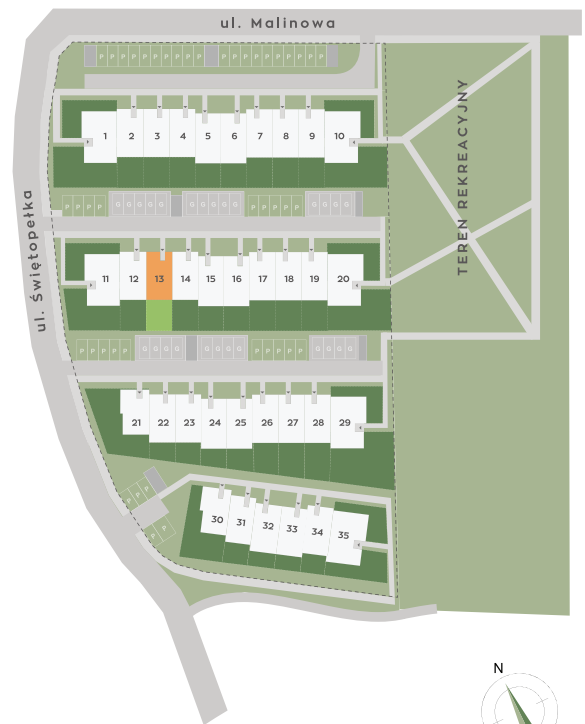 ul. Malinowa
P P P P P P P P P P P P P P P P P P P
1 2 3 4 5 6 7 8 9 10
P P P P G G G G G G G G G G P P P P P G G G G
11 12 13 14 15 16 17 18 19 20
P P P P P G G G G G G G G P P P P P G G G G
21 22 23 24 25 26 27 28 29
P P P
30 31 32 33 34 35
P P
ul. Świętopełka
TEREN REKREACYJNY
N